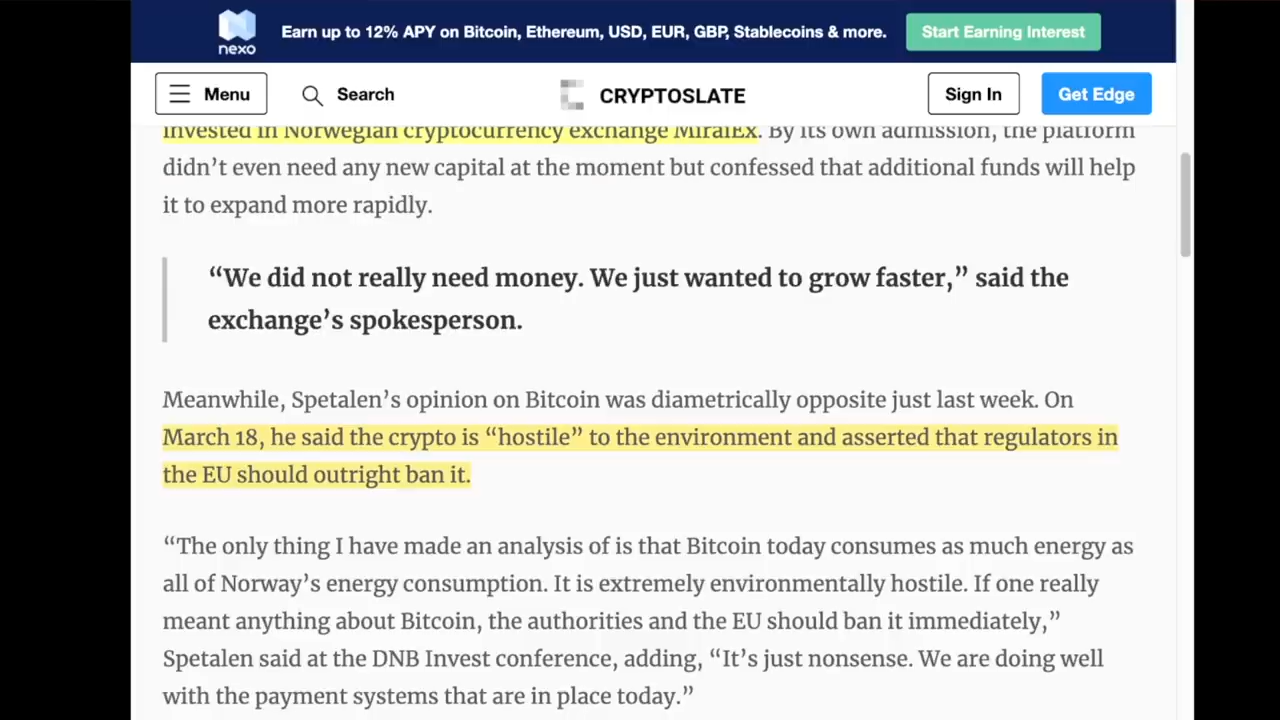 Earn up to 12% APY on Bitcoin, Ethereum, USD, EUR, GBP, Stablecoins & more.
Start Earning Interest
nexo
Menu
Search
CRYPTOSLATE
Sign In
Get Edge
invested in Norwegian cryptocurrency exchange MiraiEx. By its own admission, the platform
didn’t even need any new capital at the moment but confessed that additional funds will help
it to expand more rapidly.
“We did not really need money. We just wanted to grow faster,” said the
exchange’s spokesperson.
Meanwhile, Spetalen’s opinion on Bitcoin was diametrically opposite just last week. On
March 18, he said the crypto is “hostile” to the environment and asserted that regulators in
the EU should outright ban it.
“The only thing I have made an analysis of is that Bitcoin today consumes as much energy as
all of Norway’s energy consumption. It is extremely environmentally hostile. If one really
meant anything about Bitcoin, the authorities and the EU should ban it immediately,”
Spetalen said at the DNB Invest conference, adding, “It’s just nonsense. We are doing well
with the payment systems that are in place today.”